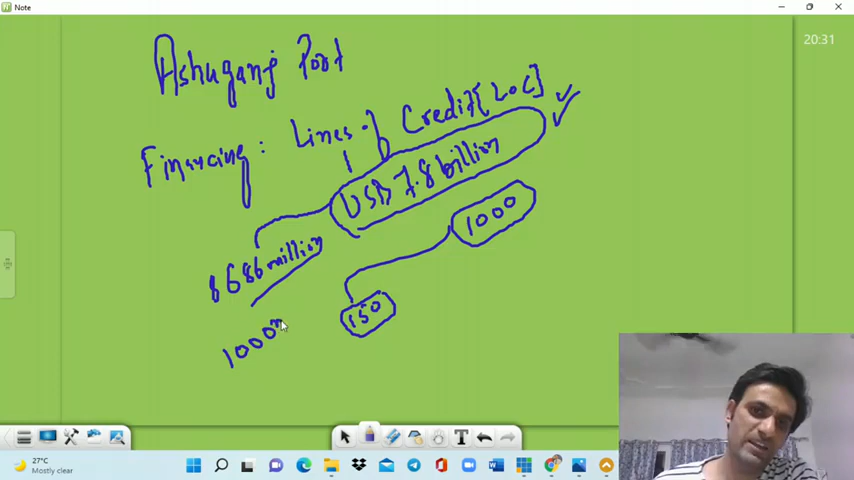 Note
20:31
Ashuganj Port
Financing: Lines of Credit [LOC]
USD 7.8 billion
1000
8686 million
150
1000m
27°C
Mostly clear